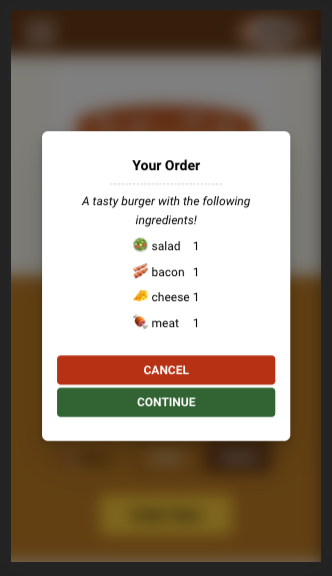 Your Order
A tasty burger with the following
ingredients!
salad 1
bacon 1
cheese 1
meat 1
CANCEL
CONTINUE